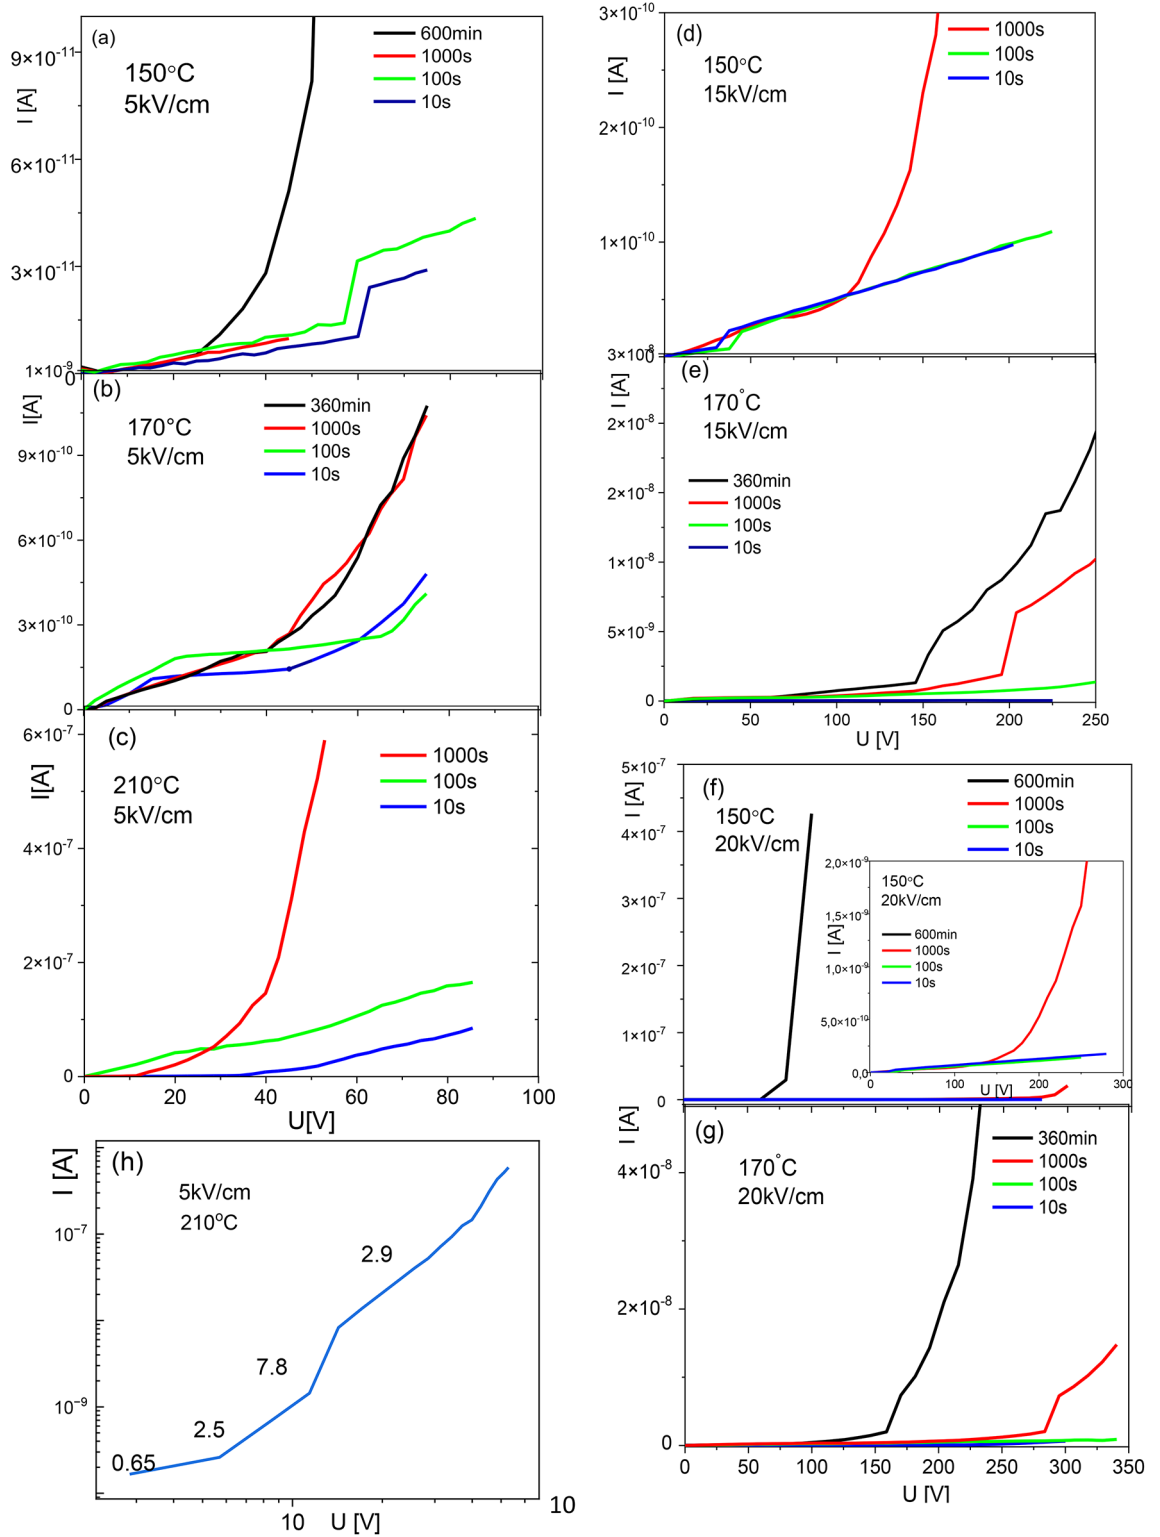 (a)
150°C
5kV/cm
600min
1000s
100s
10s
I [A]
9×10⁻¹¹
6×10⁻¹¹
3×10⁻¹¹
0
1×10⁻⁹
(b)
170°C
5kV/cm
360min
1000s
100s
10s
I[A]
9×10⁻¹⁰
6×10⁻¹⁰
3×10⁻¹⁰
0
(c)
210°C
5kV/cm
1000s
100s
10s
I[A]
6×10⁻⁷
4×10⁻⁷
2×10⁻⁷
0
0 20 40 60 80 100
U[V]
(h)
5kV/cm
210°C
I [A]
10⁻⁷
10⁻⁹
2.9
7.8
2.5
0.65
10 U [V]
10
(d)
150°C
15kV/cm
1000s
100s
10s
I [A]
3×10⁻¹⁰
2×10⁻¹⁰
1×10⁻¹⁰
3×10⁻⁸
(e)
170°C
15kV/cm
360min
1000s
100s
10s
I [A]
2×10⁻⁸
2×10⁻⁸
1×10⁻⁸
5×10⁻⁹
0
0 50 100 150 200 250
U [V]
(f)
150°C
20kV/cm
600min
1000s
100s
10s
I [A]
5×10⁻⁷
4×10⁻⁷
3×10⁻⁷
2×10⁻⁷
1×10⁻⁷
0
150°C
20kV/cm
600min
1000s
100s
10s
I [A]
2,0×10⁻⁹
1,5×10⁻⁹
1,0×10⁻⁹
5,0×10⁻¹⁰
0,0
0 100 200 300
U [V]
(g)
170°C
20kV/cm
360min
1000s
100s
10s
I [A]
4×10⁻⁸
2×10⁻⁸
0
0 50 100 150 200 250 300 350
U [V]